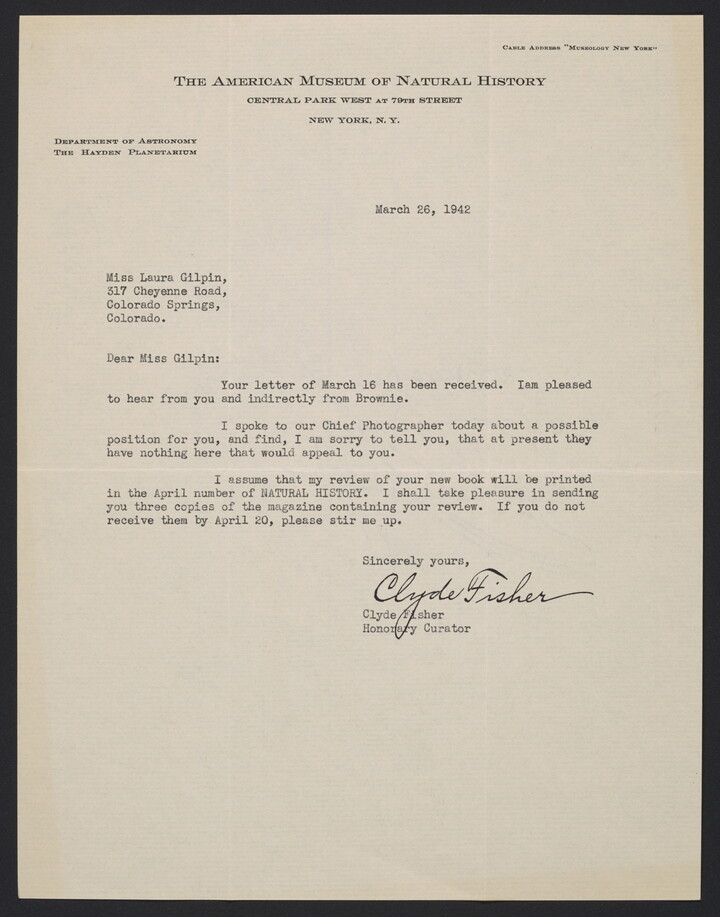 CABLE ADDRESS "MUSEOLOGY NEW YORK"
THE AMERICAN MUSEUM OF NATURAL HISTORY
CENTRAL PARK WEST AT 79TH STREET
NEW YORK, N. Y.
DEPARTMENT OF ASTRONOMY
THE HAYDEN PLANETARIUM
March 26, 1942
Miss Laura Gilpin,
317 Cheyenne Road,
Colorado Springs,
Colorado.
Dear Miss Gilpin:
Your letter of March 16 has been received. Iam pleased
to hear from you and indirectly from Brownie.
I spoke to our Chief Photographer today about a possible
position for you, and find, I am sorry to tell you, that at present they
have nothing here that would appeal to you.
I assume that my review of your new book will be printed
in the April number of NATURAL HISTORY. I shall take pleasure in sending
you three copies of the magazine containing your review. If you do not
receive them by April 20, please stir me up.
Sincerely yours,
Clyde Fisher
Clyde Fisher
Honorary Curator